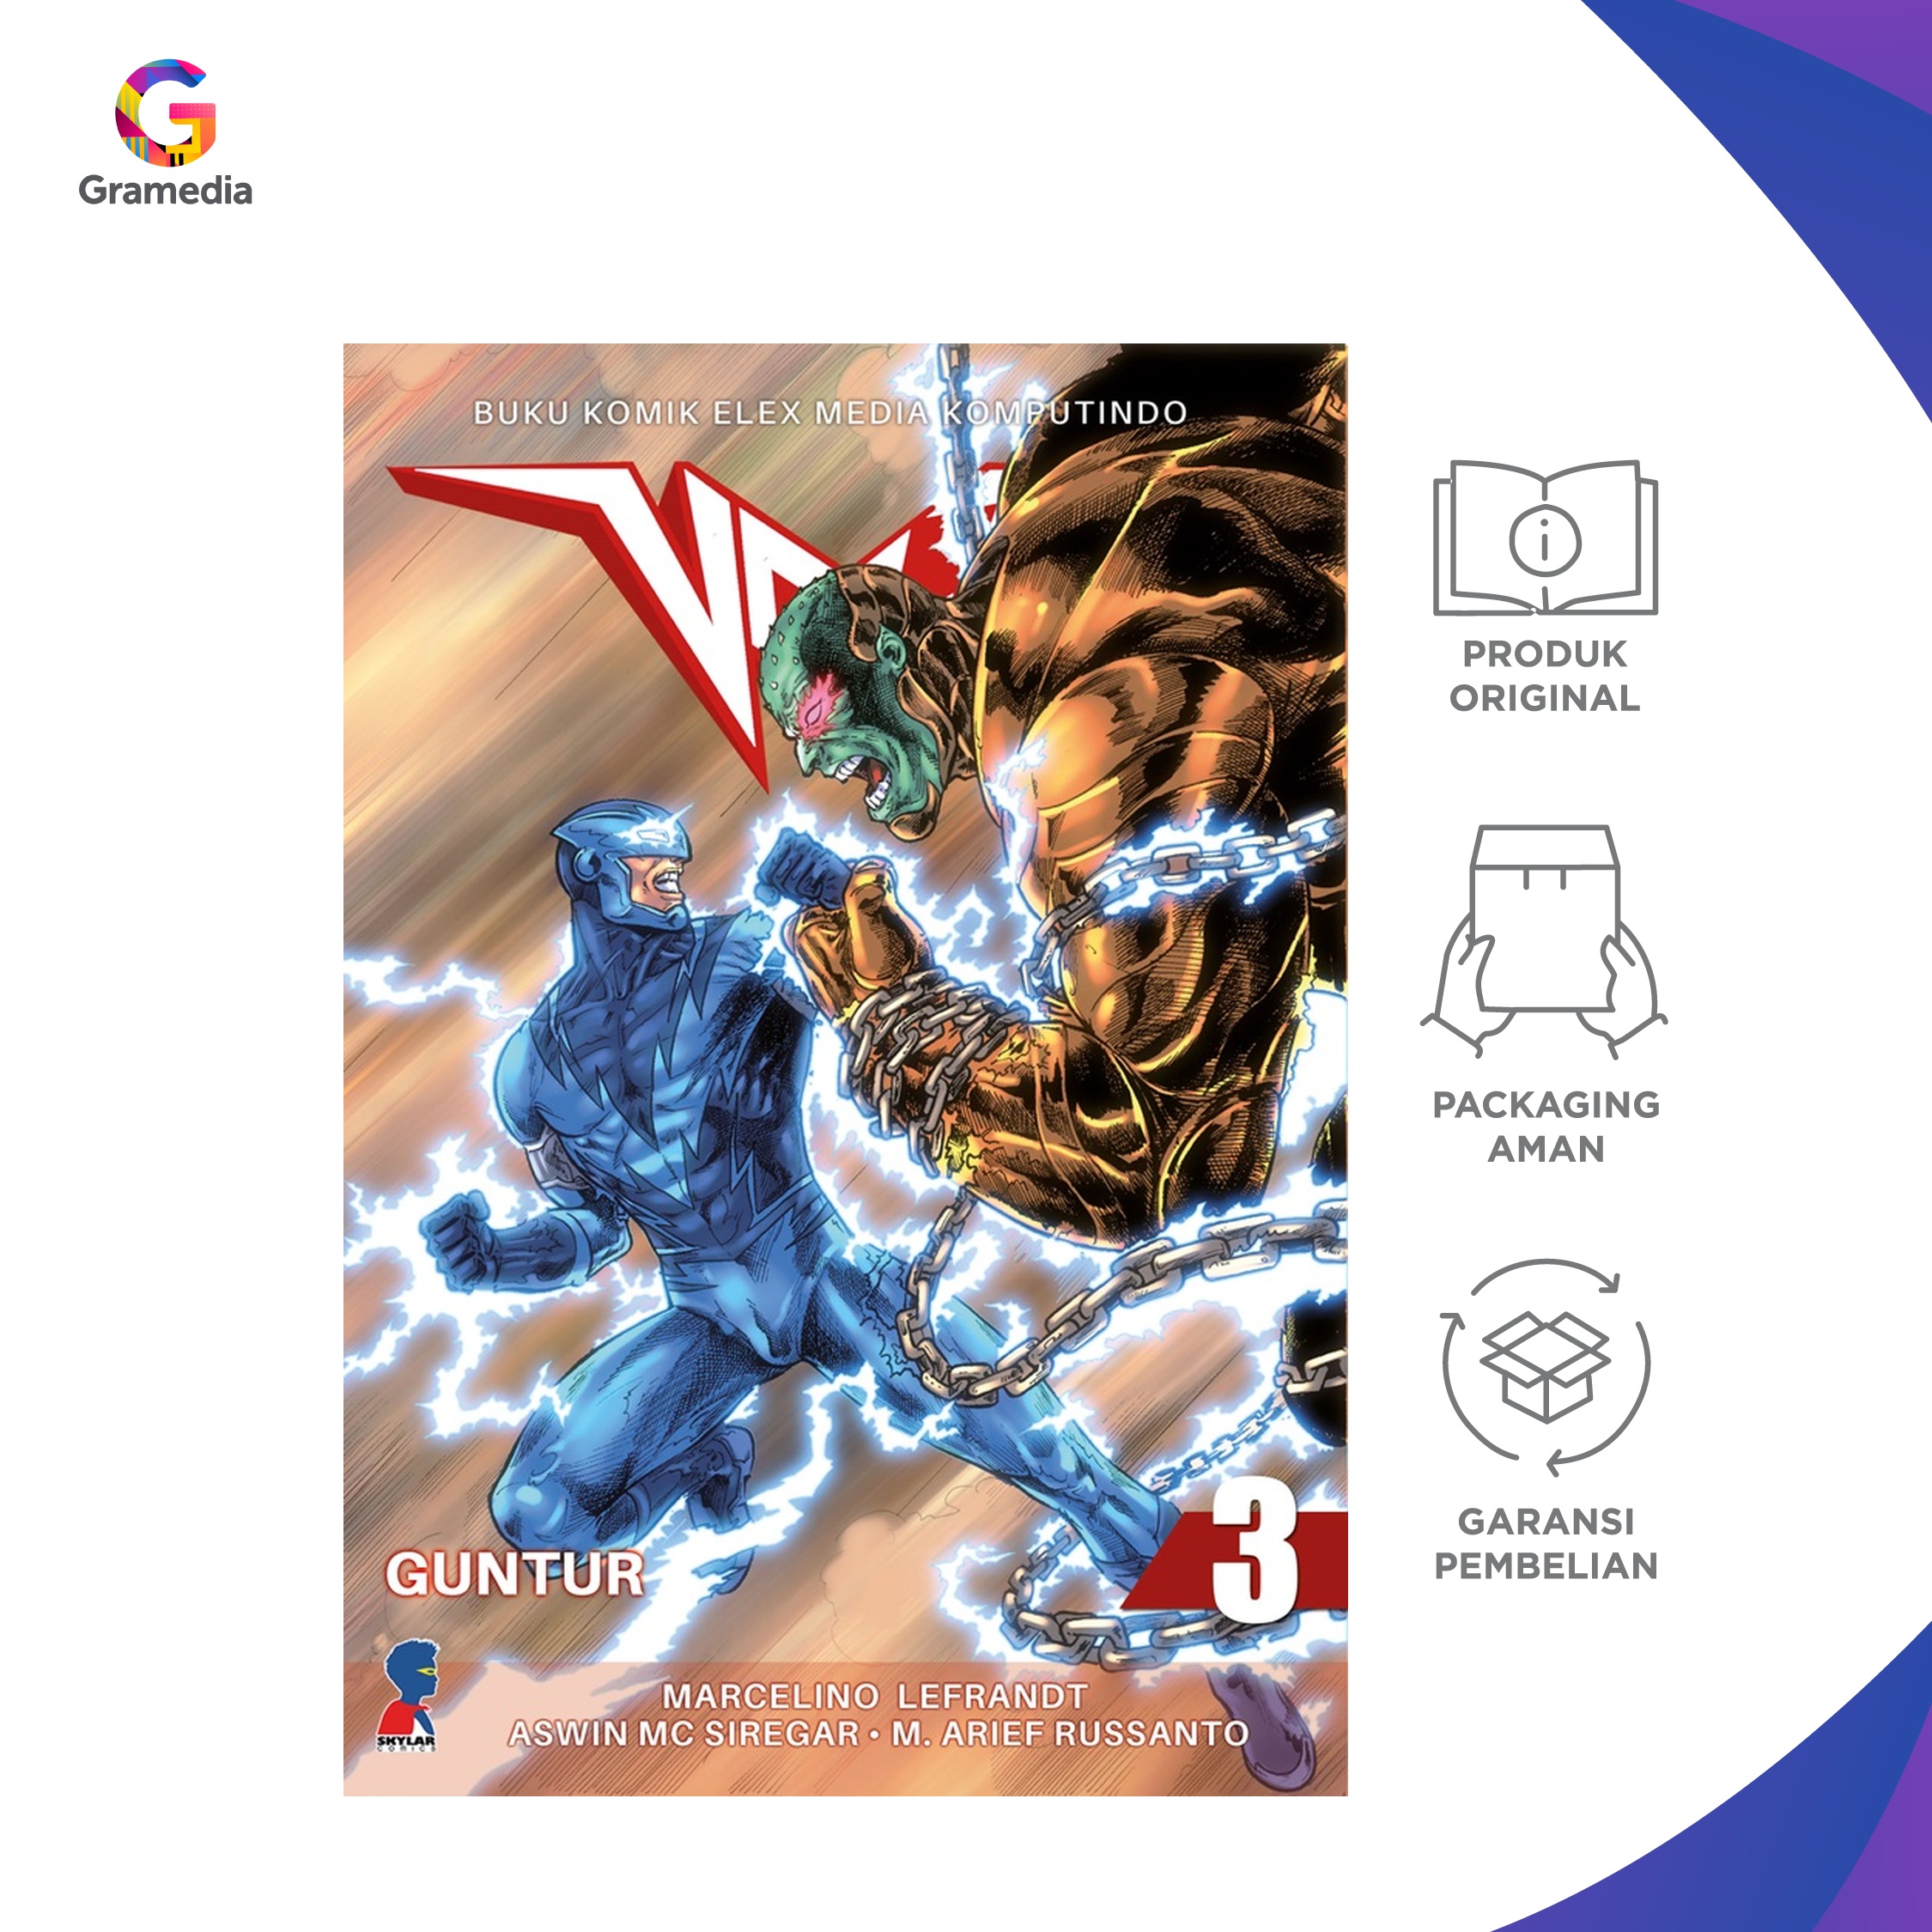 Gramedia
BUKU KOMIK ELEX MEDIA KOMPUTINDO
GUNTUR
3
SKYLAR
COMICS
MARCELINO LEFRANDT
ASWIN MC SIREGAR • M. ARIEF RUSSANTO
PRODUK
ORIGINAL
PACKAGING
AMAN
GARANSI
PEMBELIAN